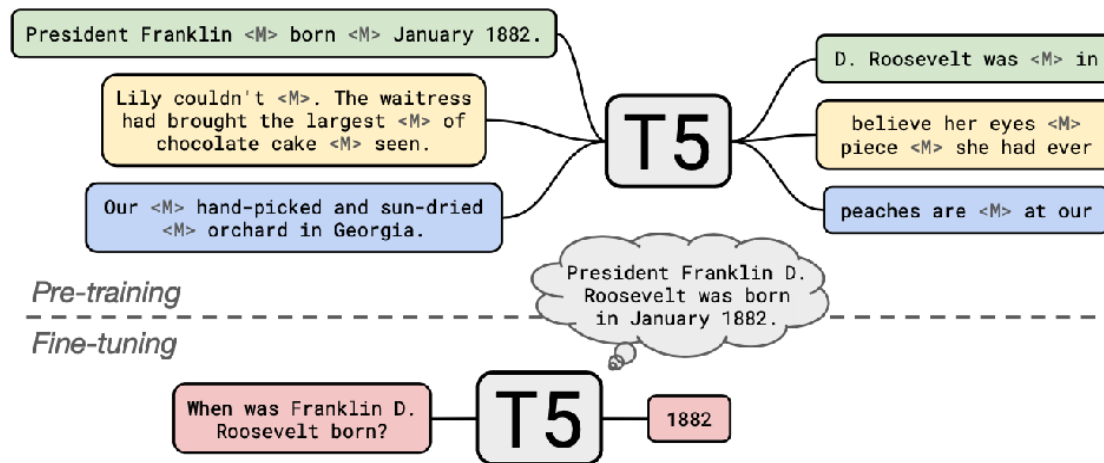 President Franklin <M> born <M> January 1882.
Lily couldn't <M>. The waitress
had brought the largest <M> of
chocolate cake <M> seen.
Our <M> hand-picked and sun-dried
<M> orchard in Georgia.
T5
D. Roosevelt was <M> in
believe her eyes <M>
piece <M> she had ever
peaches are <M> at our
Pre-training
President Franklin D.
Roosevelt was born
in January 1882.
Fine-tuning
When was Franklin D.
Roosevelt born?
T5
1882